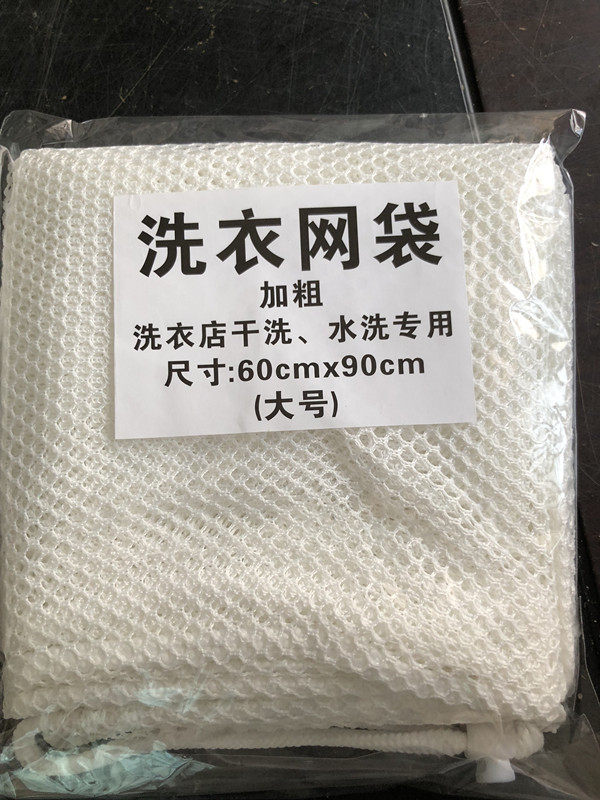 洗衣网袋
加粗
洗衣店干洗、水洗专用
尺寸:60cmx90cm
(大号)